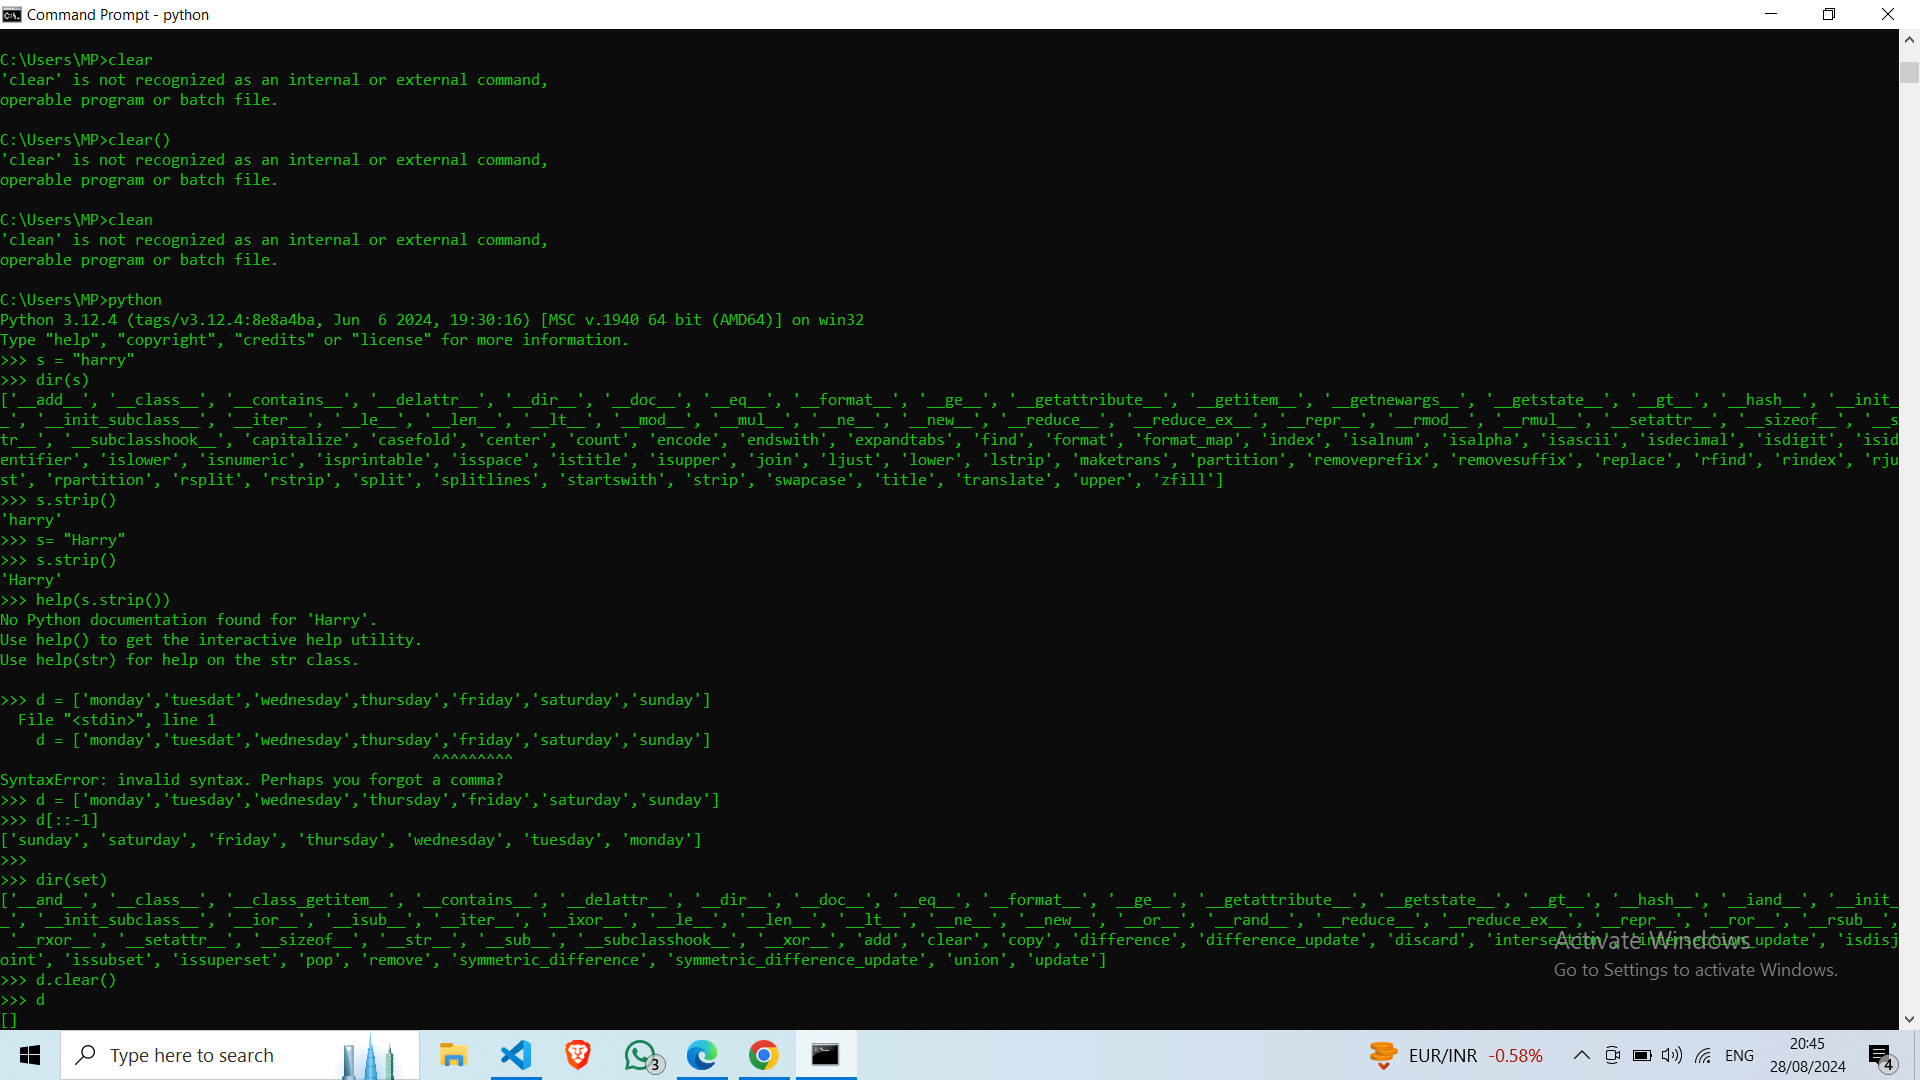 Command Prompt - python
C:\Users\MP>clear
'clear' is not recognized as an internal or external command,
operable program or batch file.
C:\Users\MP>clear()
'clear' is not recognized as an internal or external command,
operable program or batch file.
C:\Users\MP>clean
'clean' is not recognized as an internal or external command,
operable program or batch file.
C:\Users\MP>python
Python 3.12.4 (tags/v3.12.4:8e8a4ba, Jun  6 2024, 19:30:16) [MSC v.1940 64 bit (AMD64)] on win32
Type "help", "copyright", "credits" or "license" for more information.
>>> s = "harry"
>>> dir(s)
['__add__', '__class__', '__contains__', '__delattr__', '__dir__', '__doc__', '__eq__', '__format__', '__ge__', '__getattribute__', '__getitem__', '__getnewargs__', '__getstate__', '__gt__', '__hash__', '__init_
_', '__init_subclass__', '__iter__', '__le__', '__len__', '__lt__', '__mod__', '__mul__', '__ne__', '__new__', '__reduce__', '__reduce_ex__', '__repr__', '__rmod__', '__rmul__', '__setattr__', '__sizeof__', '__s
tr__', '__subclasshook__', 'capitalize', 'casefold', 'center', 'count', 'encode', 'endswith', 'expandtabs', 'find', 'format', 'format_map', 'index', 'isalnum', 'isalpha', 'isascii', 'isdecimal', 'isdigit', 'isid
entifier', 'islower', 'isnumeric', 'isprintable', 'isspace', 'istitle', 'isupper', 'join', 'ljust', 'lower', 'lstrip', 'maketrans', 'partition', 'removeprefix', 'removesuffix', 'replace', 'rfind', 'rindex', 'rju
st', 'rpartition', 'rsplit', 'rstrip', 'split', 'splitlines', 'startswith', 'strip', 'swapcase', 'title', 'translate', 'upper', 'zfill']
>>> s.strip()
'harry'
>>> s= "Harry"
>>> s.strip()
'Harry'
>>> help(s.strip())
No Python documentation found for 'Harry'.
Use help() to get the interactive help utility.
Use help(str) for help on the str class.
>>> d = ['monday','tuesdat','wednesday',thursday','friday','saturday','sunday']
  File "<stdin>", line 1
    d = ['monday','tuesdat','wednesday',thursday','friday','saturday','sunday']
                                                ^^^^^^^^^
SyntaxError: invalid syntax. Perhaps you forgot a comma?
>>> d = ['monday','tuesday','wednesday','thursday','friday','saturday','sunday']
>>> d[::-1]
['sunday', 'saturday', 'friday', 'thursday', 'wednesday', 'tuesday', 'monday']
>>>
>>> dir(set)
['__and__', '__class__', '__class_getitem__', '__contains__', '__delattr__', '__dir__', '__doc__', '__eq__', '__format__', '__ge__', '__getattribute__', '__getstate__', '__gt__', '__hash__', '__iand__', '__init_
_', '__init_subclass__', '__ior__', '__isub__', '__iter__', '__ixor__', '__le__', '__len__', '__lt__', '__ne__', '__new__', '__or__', '__rand__', '__reduce__', '__reduce_ex__', '__repr__', '__ror__', '__rsub__',
 '__rxor__', '__setattr__', '__sizeof__', '__str__', '__sub__', '__subclasshook__', '__xor__', 'add', 'clear', 'copy', 'difference', 'difference_update', 'discard', 'intersection', 'intersection_update', 'isdisj
oint', 'issubset', 'issuperset', 'pop', 'remove', 'symmetric_difference', 'symmetric_difference_update', 'union', 'update']
>>> d.clear()
>>> d
[]
Activate Windows
Go to Settings to activate Windows.
Type here to search
3
EUR/INR -0.58%
ENG
20:45
28/08/2024
4